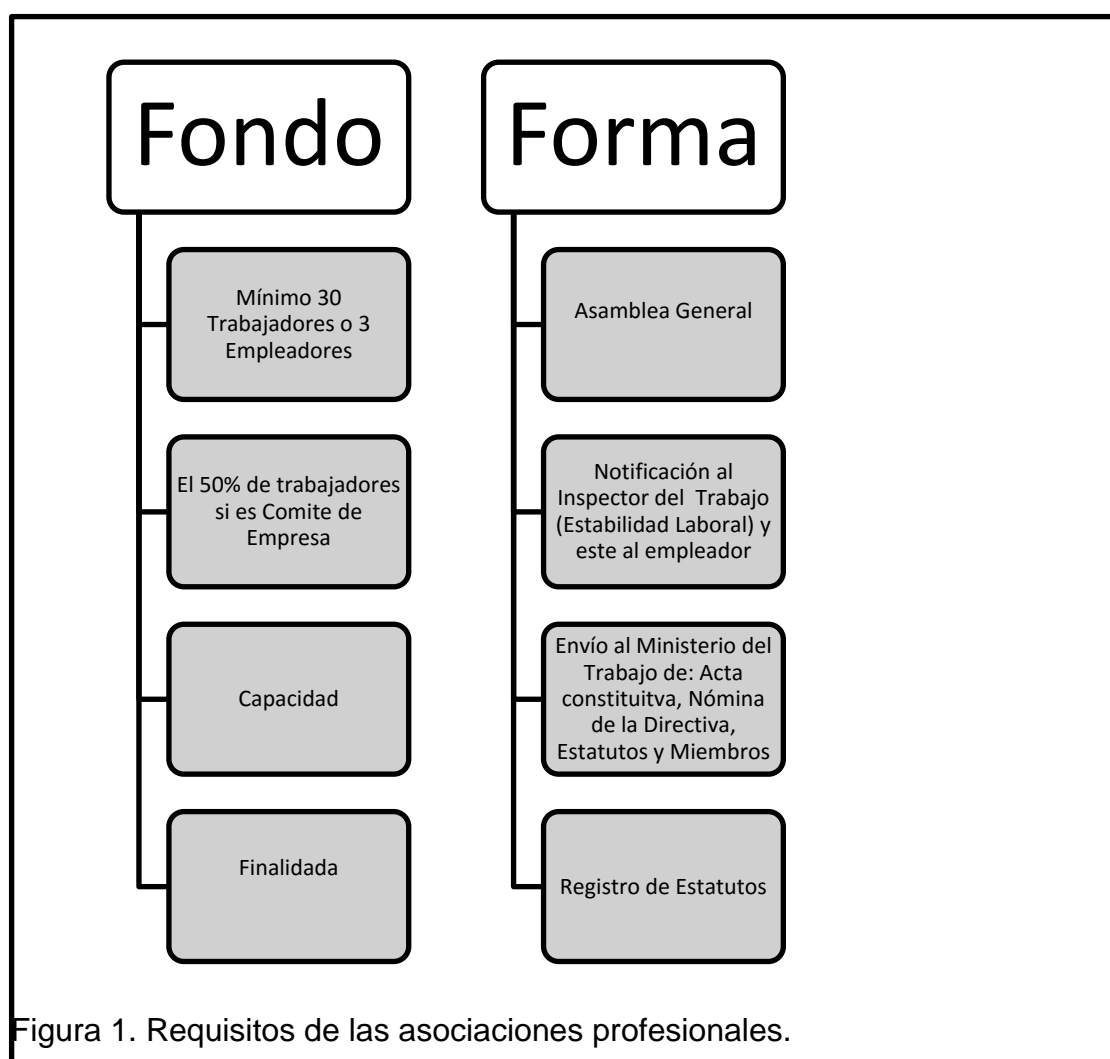 Fondo
Mínimo 30
Trabajadores o 3
Empleadores
El 50% de trabajadores
si es Comite de
Empresa
Capacidad
Finalidada
Forma
Asamblea General
Notificación al
Inspector del Trabajo
(Estabilidad Laboral) y
este al empleador
Envío al Ministerio del
Trabajo de: Acta
constituitva, Nómina
de la Directiva,
Estatutos y Miembros
Registro de Estatutos
Figura 1. Requisitos de las asociaciones profesionales.